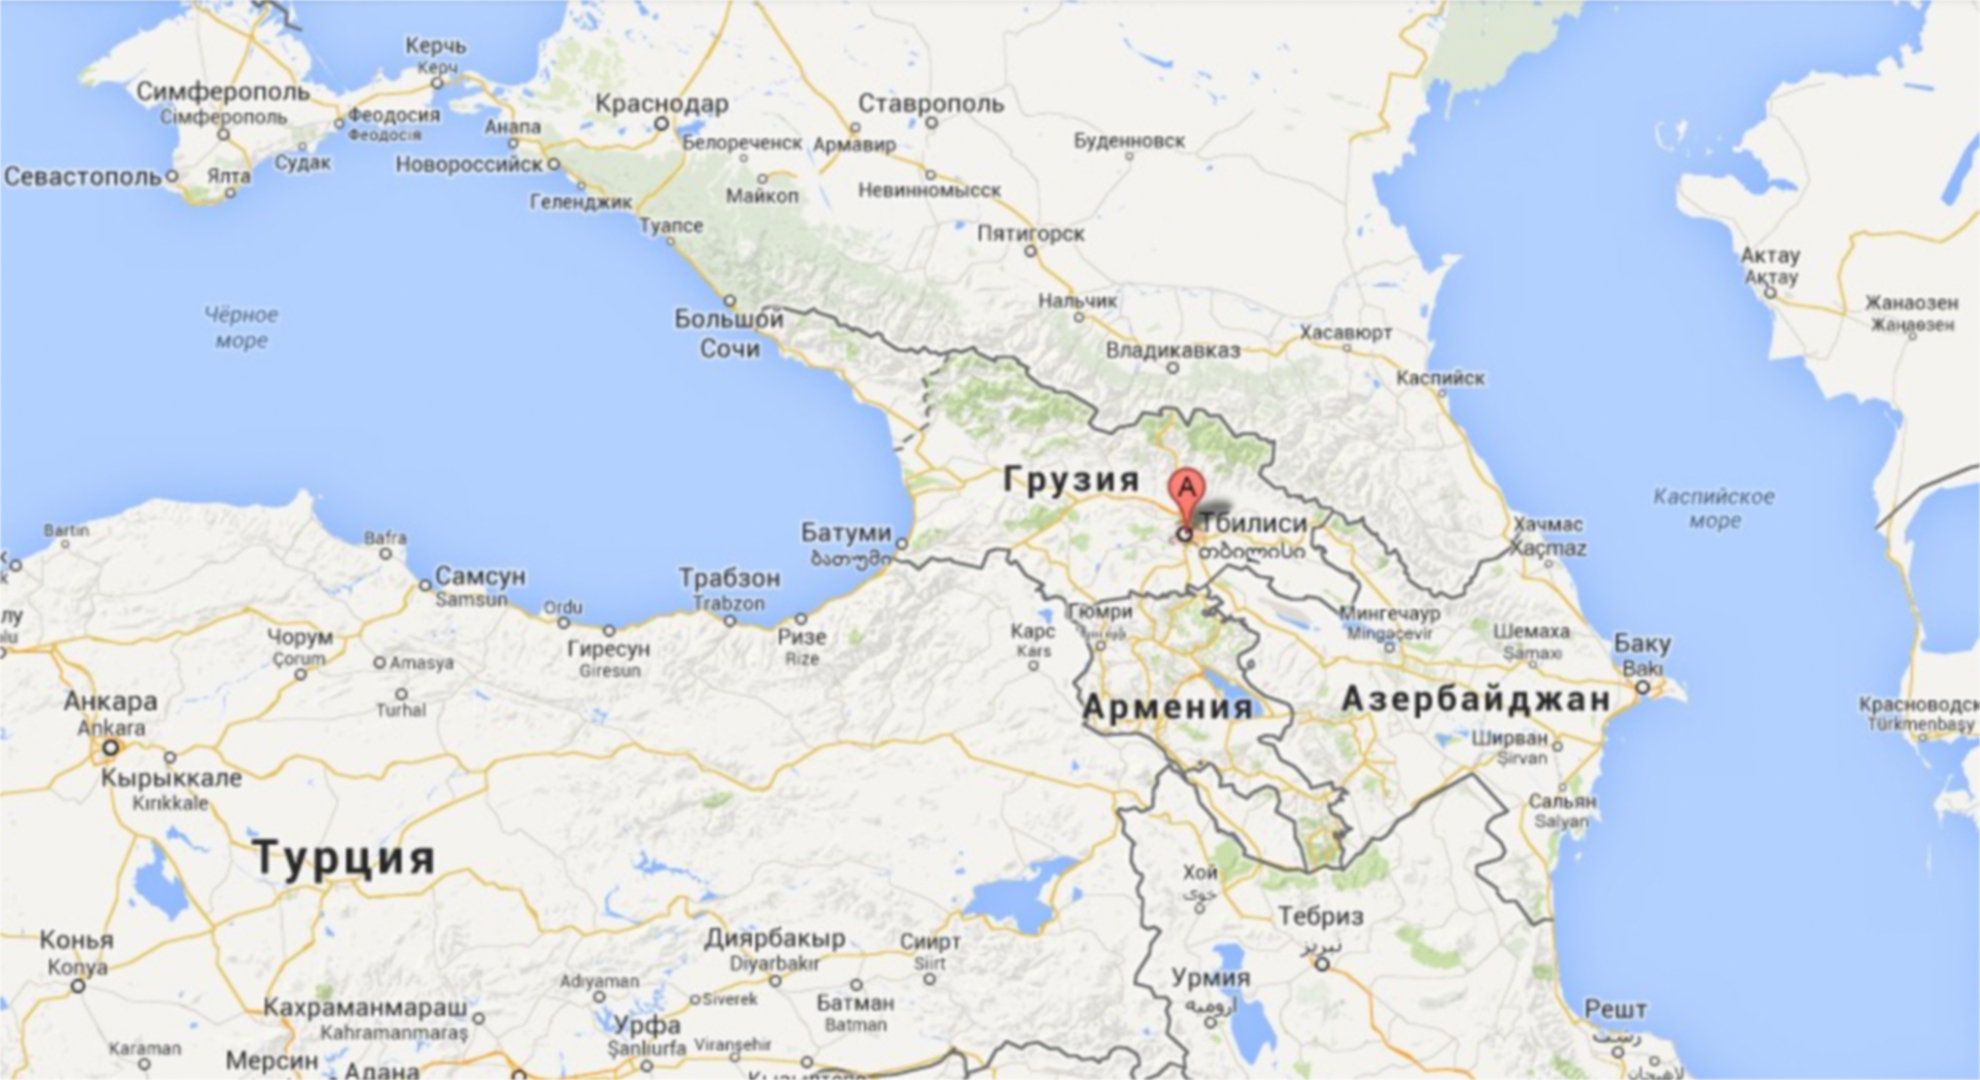 Керчь
Керч
Симферополь
Сімферополь
Феодосия
Феодосія
Судак
Севастополь
Ялта
Анапа
Новороссийск
Геленджик
Краснодар
Белореченск
Майкоп
Туапсе
Ставрополь
Армавир
Невинномысск
Буденновск
Пятигорск
Нальчик
Владикавказ
Хасавюрт
Каспийск
Большой
Сочи
Чёрное
море
Актау
Ақтау
Жанаозен
Жаңаөзен
Каспийское
море
Грузия
A
Тбилиси
თბილისი
Батуми
ბათუმი
Хачмас
Xaçmaz
Bartın
Bafra
Самсун
Samsun
Ordu
Гиресун
Giresun
Трабзон
Trabzon
Ризе
Rize
Карс
Kars
Гюмри
Мингечаур
Mingəçevir
Шемаха
Şamaxı
Баку
Bakı
Чорум
Çorum
Amasya
Turhal
Анкара
Ankara
Кырыккале
Kırıkkale
Армения
Азербайджан
Ширван
Şirvan
Сальян
Salyan
Красноводск
Türkmenbaşy
Турция
Хой
خوی
Тебриз
تبریز
Урмия
ارومیه
Решт
رشت
لاهیجان
Конья
Konya
Karaman
Кахраманмараш
Kahramanmaraş
Мерсин
Адана
Adıyaman
Siverek
Диярбакыр
Diyarbakır
Сиирт
Siirt
Батман
Batman
Урфа
Şanlıurfa
Viranşehir